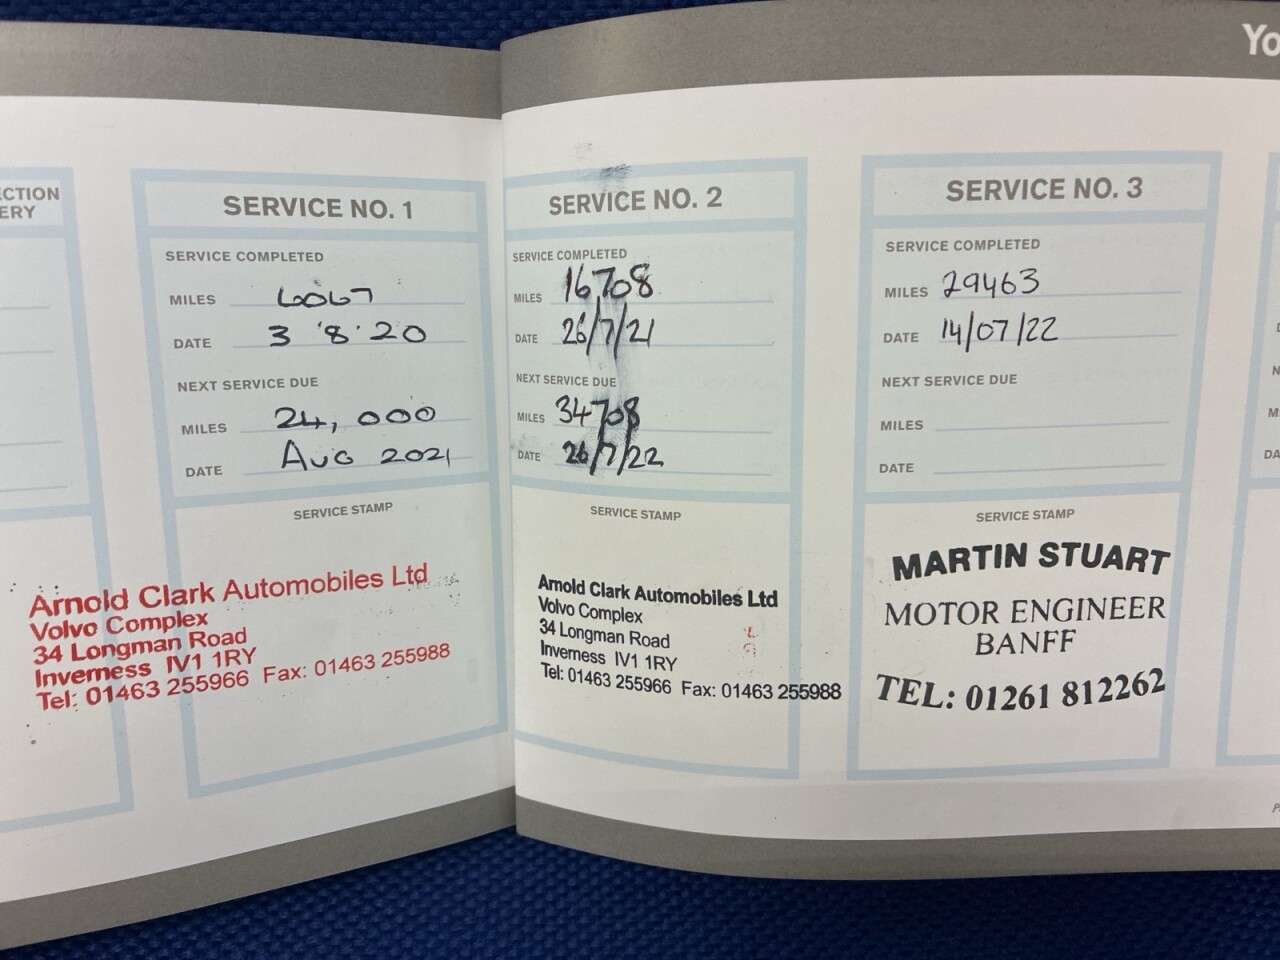 Yo
CTION
ERY
SERVICE NO. 1
SERVICE COMPLETED
MILES 6067
DATE 3 '8' 20
NEXT SERVICE DUE
MILES 24,000
DATE AUG 2021
SERVICE STAMP
Arnold Clark Automobiles Ltd
Volvo Complex
34 Longman Road
Inverness IV1 1RY
Tel: 01463 255966 Fax: 01463 255988
SERVICE NO. 2
SERVICE COMPLETED
MILES 16708
DATE 26/7/21
NEXT SERVICE DUE
MILES 34708
DATE 26/7/22
SERVICE STAMP
Arnold Clark Automobiles Ltd
Volvo Complex
34 Longman Road
Inverness IV1 1RY
Tel: 01463 255966 Fax: 01463 255988
SERVICE NO. 3
SERVICE COMPLETED
MILES 29463
DATE 14/07/22
NEXT SERVICE DUE
MILES
DATE
SERVICE STAMP
MARTIN STUART
MOTOR ENGINEER
BANFF
TEL: 01261 812262